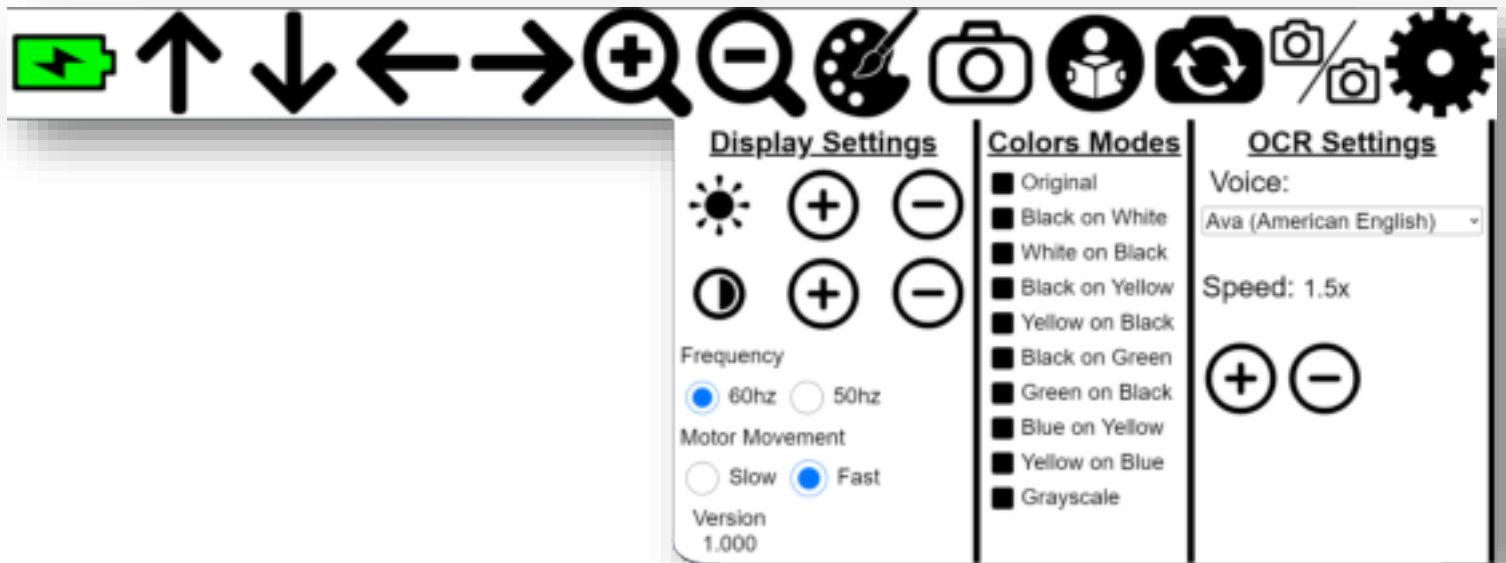 Display Settings
Frequency
60hz 50hz
Motor Movement
Slow Fast
Version
1.000
Colors Modes
Original
Black on White
White on Black
Black on Yellow
Yellow on Black
Black on Green
Green on Black
Blue on Yellow
Yellow on Blue
Grayscale
OCR Settings
Voice:
Ava (American English)
Speed: 1.5x